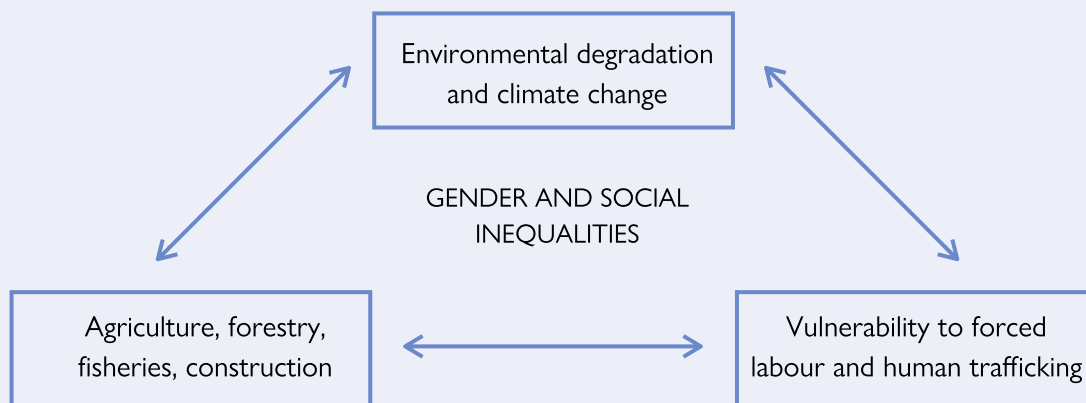 Environmental degradation
and climate change
GENDER AND SOCIAL
INEQUALITIES
Agriculture, forestry,
fisheries, construction
Vulnerability to forced
labour and human trafficking